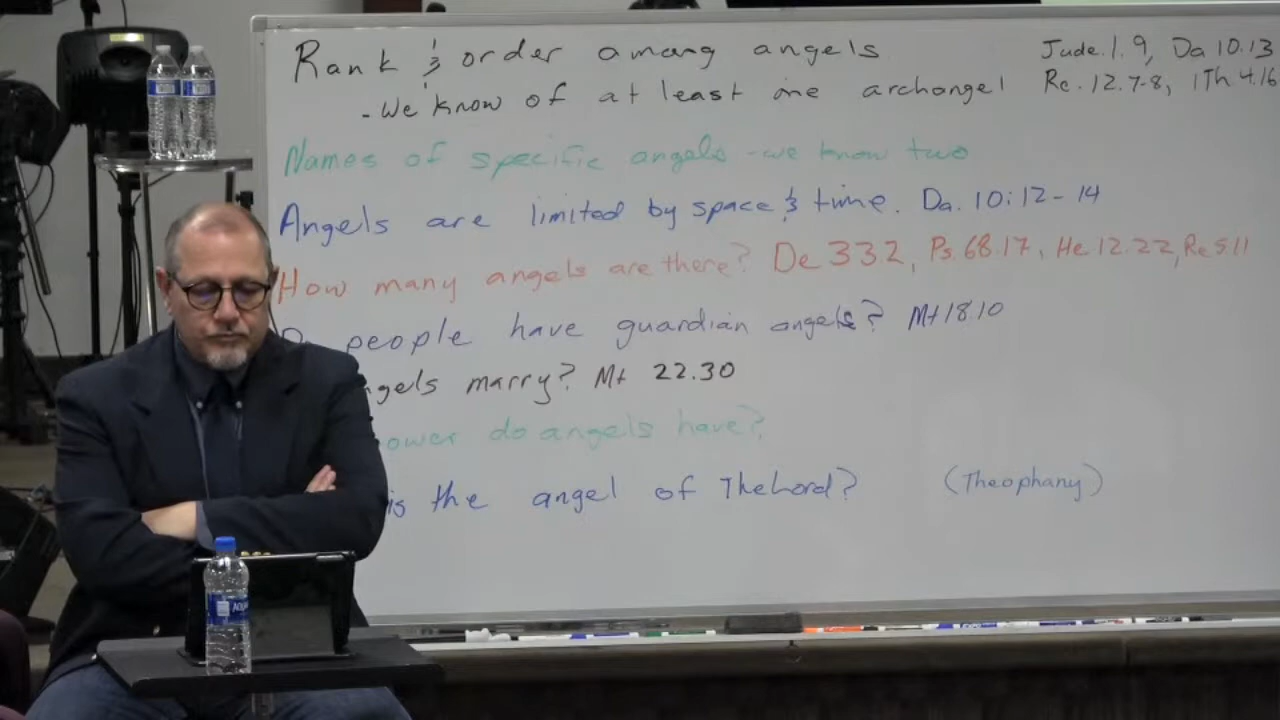 Rank & order among angels Jude.1.9, Da 10.13
- We know of at least one archangel Re. 12.7-8, 1Th.4.16
Names of specific angels - we know two
Angels are limited by space & time. Da. 10:12-14
How many angels are there? De 33 2, Ps. 68.17, He 12.22, Re 5.11
people have guardian angels? Mt 18.10
ngels marry? Mt 22.30
ower do angels have?
is the angel of The Lord? (Theophany)